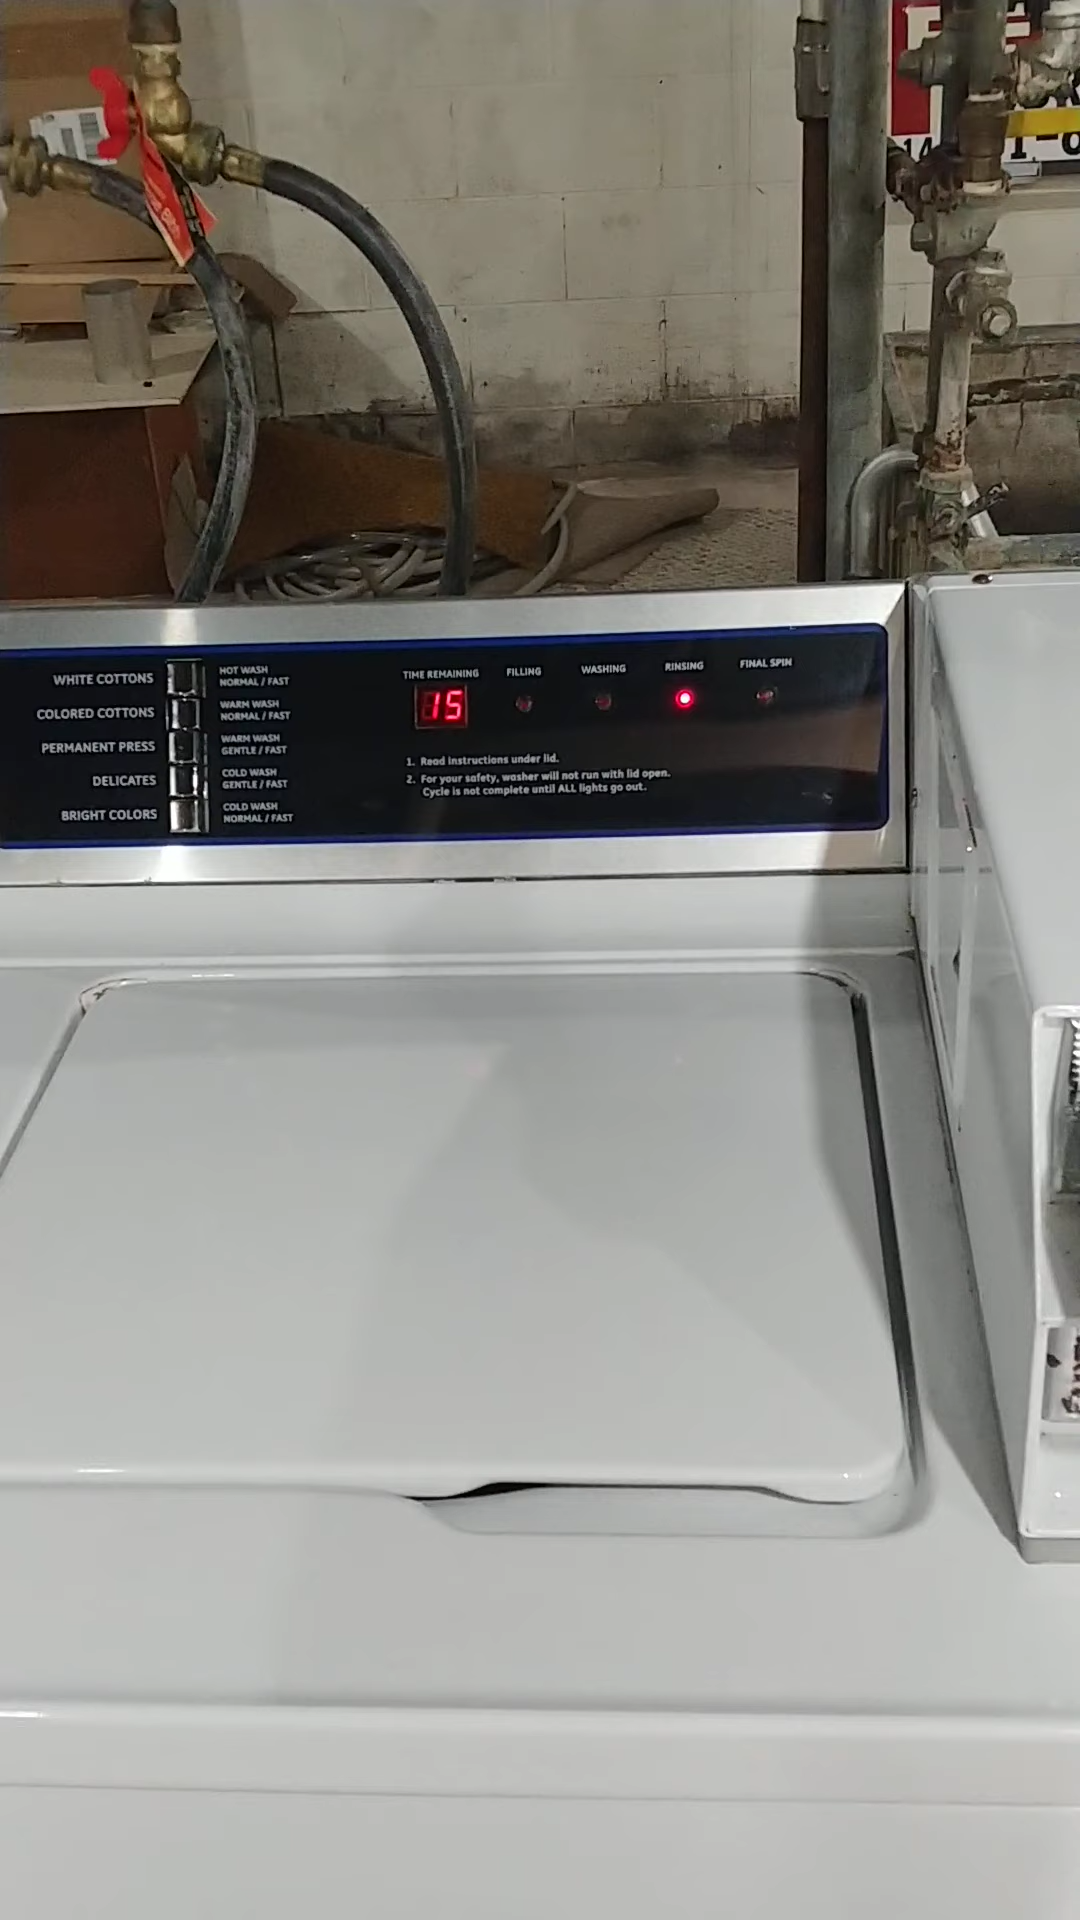 WHITE COTTONS
HOT WASH
NORMAL / FAST
COLORED COTTONS
WARM WASH
NORMAL / FAST
PERMANENT PRESS
WARM WASH
GENTLE / FAST
DELICATES
COLD WASH
GENTLE / FAST
BRIGHT COLORS
COLD WASH
NORMAL / FAST
TIME REMAINING
15
FILLING
WASHING
RINSING
FINAL SPIN
1. Read instructions under lid.
2. For your safety, washer will not run with lid open.
Cycle is not complete until ALL lights go out.